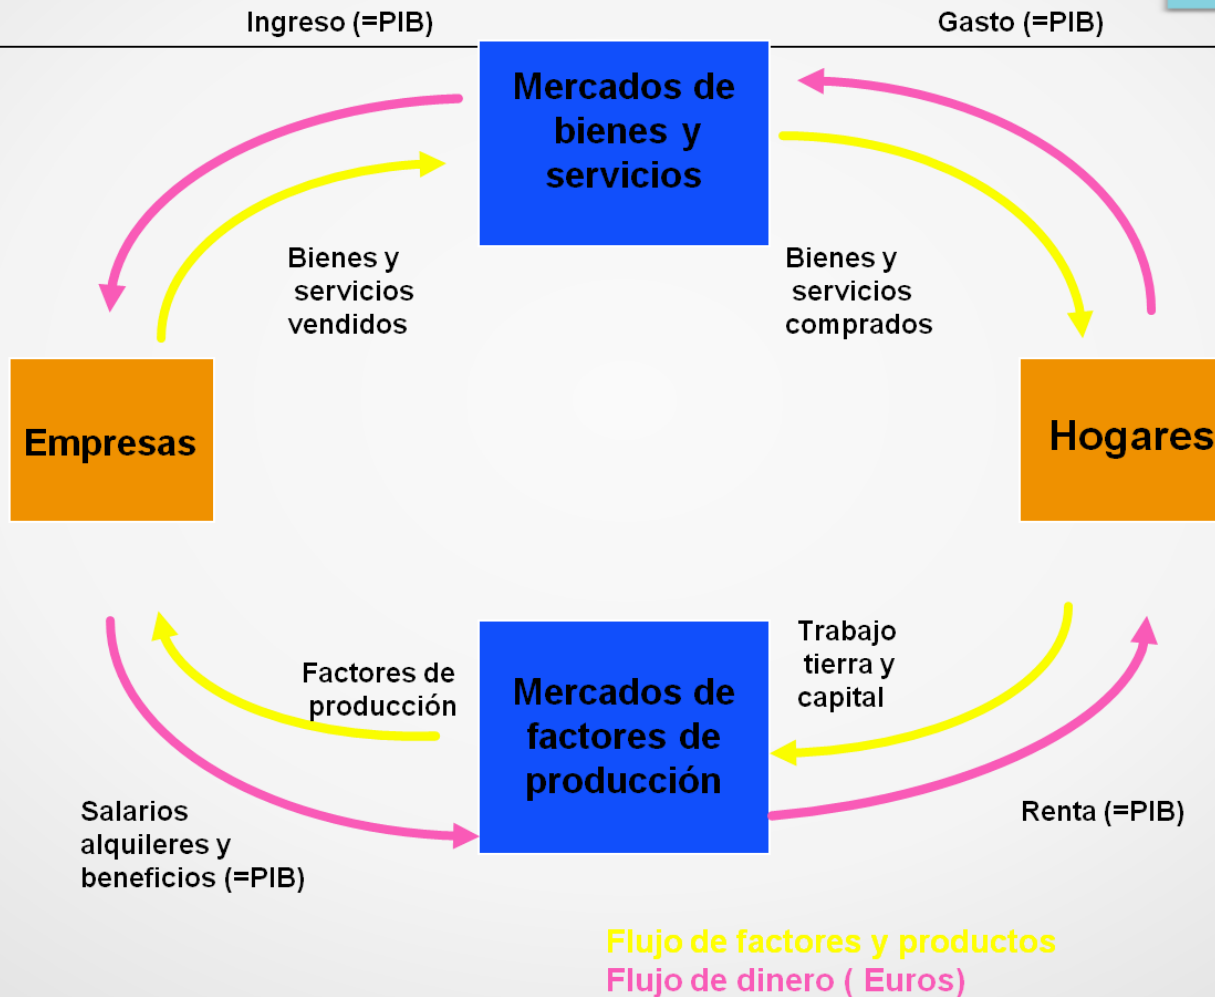 Ingreso (=PIB)
Gasto (=PIB)
Mercados de
bienes y
servicios
Bienes y
servicios
vendidos
Bienes y
servicios
comprados
Empresas
Hogares
Factores de
producción
Mercados de
factores de
producción
Trabajo
tierra y
capital
Salarios
alquileres y
beneficios (=PIB)
Renta (=PIB)
Flujo de factores y productos
Flujo de dinero ( Euros)